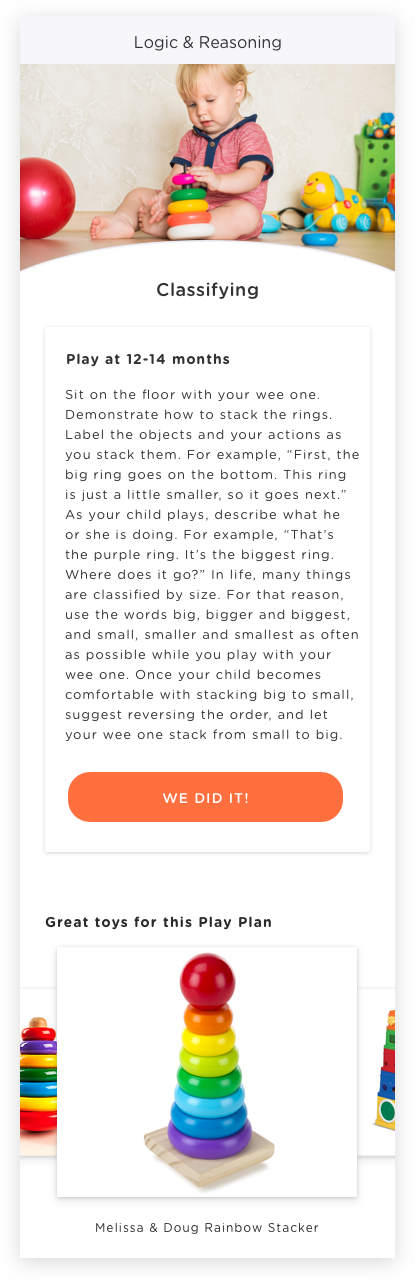 Logic & Reasoning
Classifying
Play at 12-14 months
Sit on the floor with your wee one.
Demonstrate how to stack the rings.
Label the objects and your actions as
you stack them. For example, “First, the
big ring goes on the bottom. This ring
is just a little smaller, so it goes next.”
As your child plays, describe what he
or she is doing. For example, “That’s
the purple ring. It’s the biggest ring.
Where does it go?” In life, many things
are classified by size. For that reason,
use the words big, bigger and biggest,
and small, smaller and smallest as often
as possible while you play with your
wee one. Once your child becomes
comfortable with stacking big to small,
suggest reversing the order, and let
your wee one stack from small to big.
WE DID IT!
Great toys for this Play Plan
Melissa & Doug Rainbow Stacker